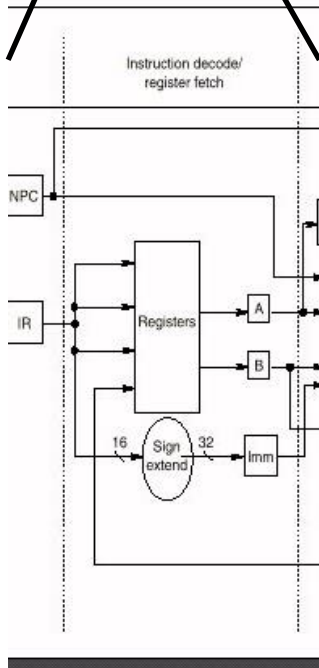 Instruction decode/
register fetch
NPC
IR
Registers
A
B
16
Sign
extend
32
Imm